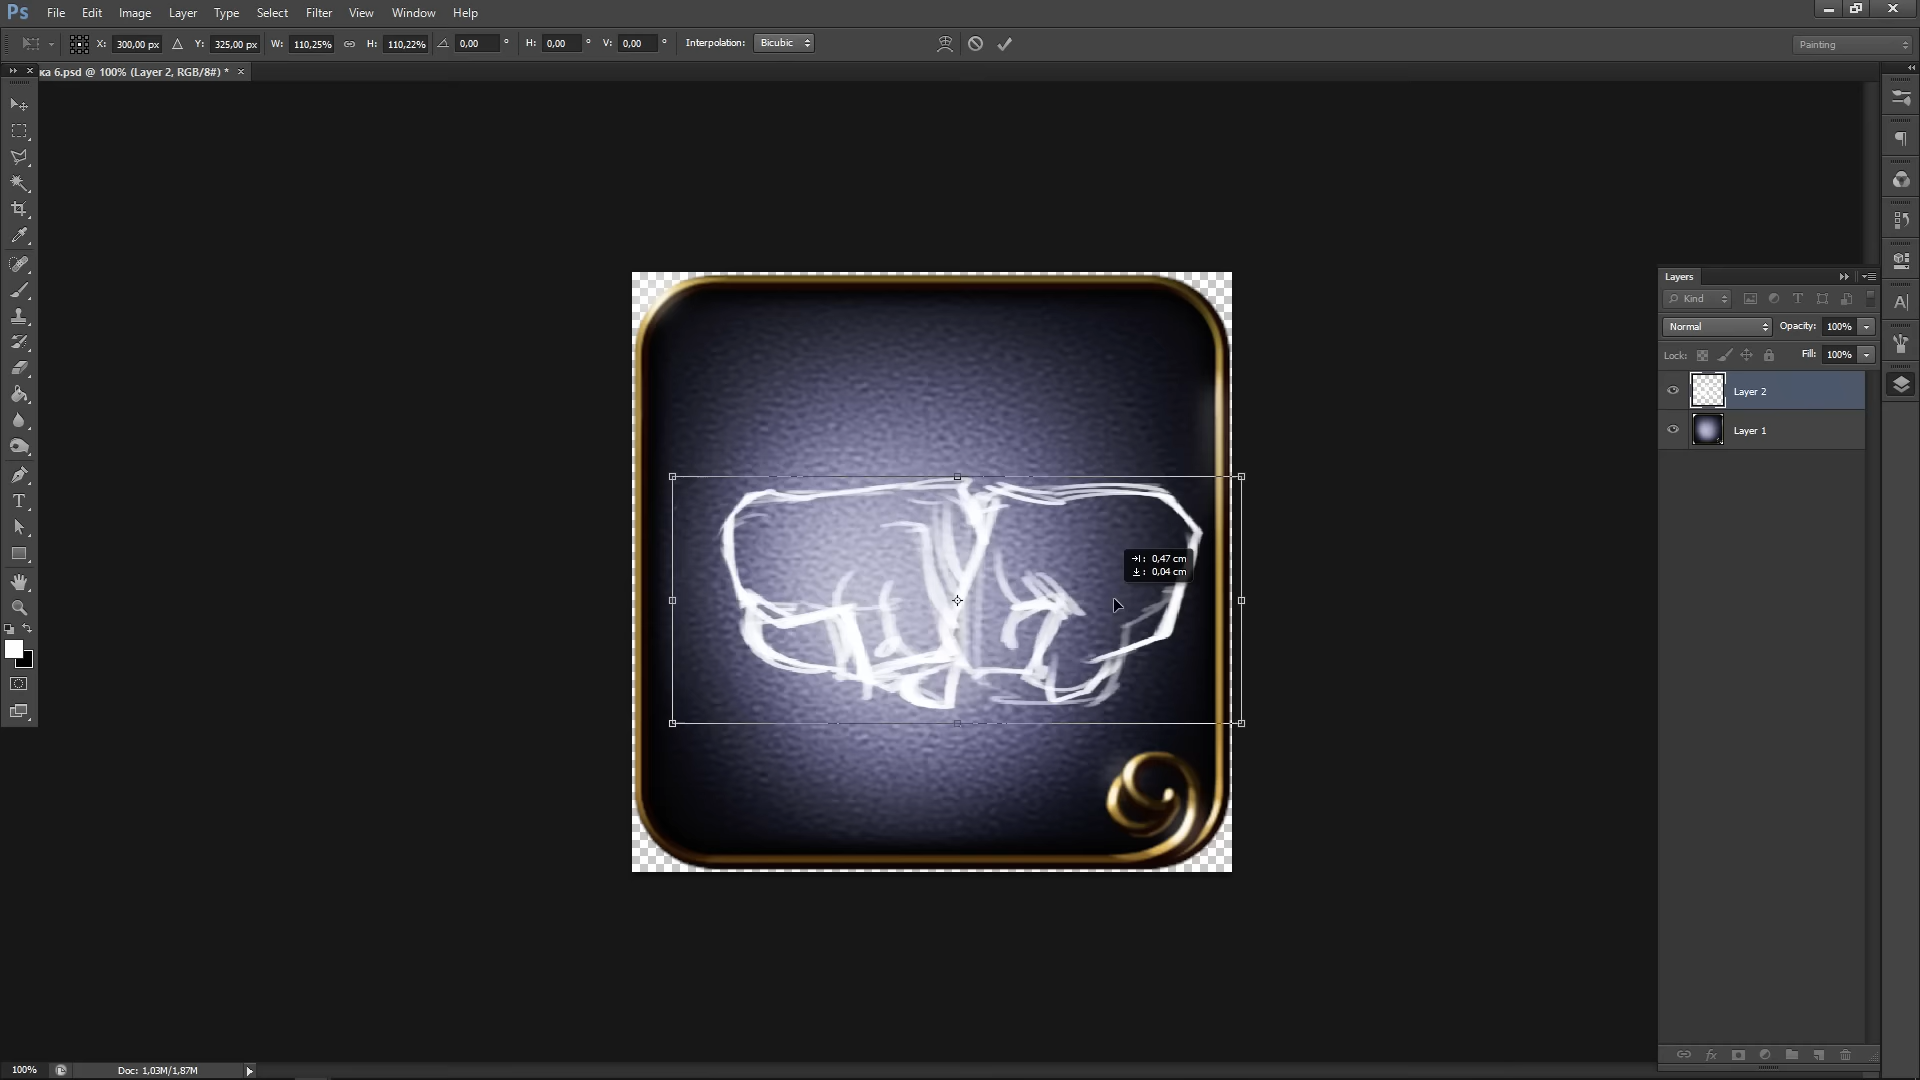 Ps File Edit Image Layer Type Select Filter View Window Help
X: 300,00 px Y: 325,00 px W: 110,25% H: 110,22% 0,00 ° H: 0,00 ° V: 0,00 ° Interpolation: Bicubic Painting
ка 6.psd @ 100% (Layer 2, RGB/8#) * ×
Layers
Kind
Normal Opacity: 100%
Lock: Fill: 100%
Layer 2
Layer 1
: 0,47 cm
: 0,04 cm
100% Doc: 1,03M/1,87M